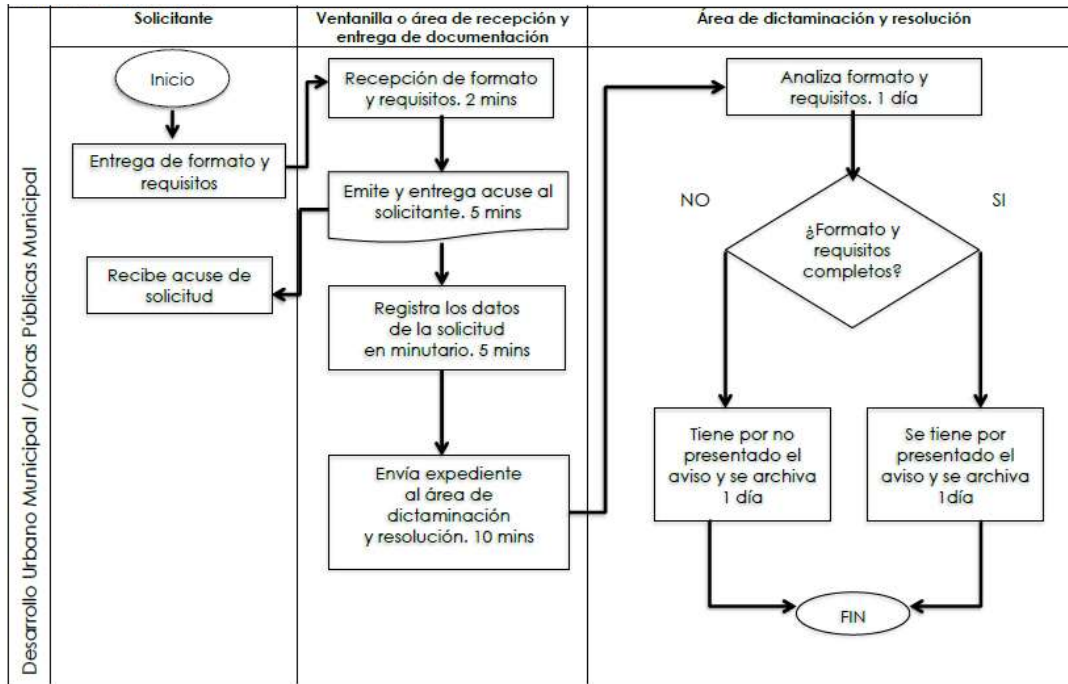 Desarrollo Urbano Municipal / Obras Públicas Municipal
Solicitante
Ventanilla o área de recepción y
entrega de documentación
Área de dictaminación y resolución
Inicio
Entrega de formato y
requisitos
Recibe acuse de
solicitud
Recepción de formato
y requisitos. 2 mins
Emite y entrega acuse al
solicitante. 5 mins
Registra los datos
de la solicitud
en minutario. 5 mins
Envía expediente
al área de
dictaminación
y resolución. 10 mins
Analiza formato y
requisitos. 1 día
NO
SI
¿Formato y
requisitos
completos?
Tiene por no
presentado el
aviso y se archiva
1 día
Se tiene por
presentado el
aviso y se archiva
1día
FIN